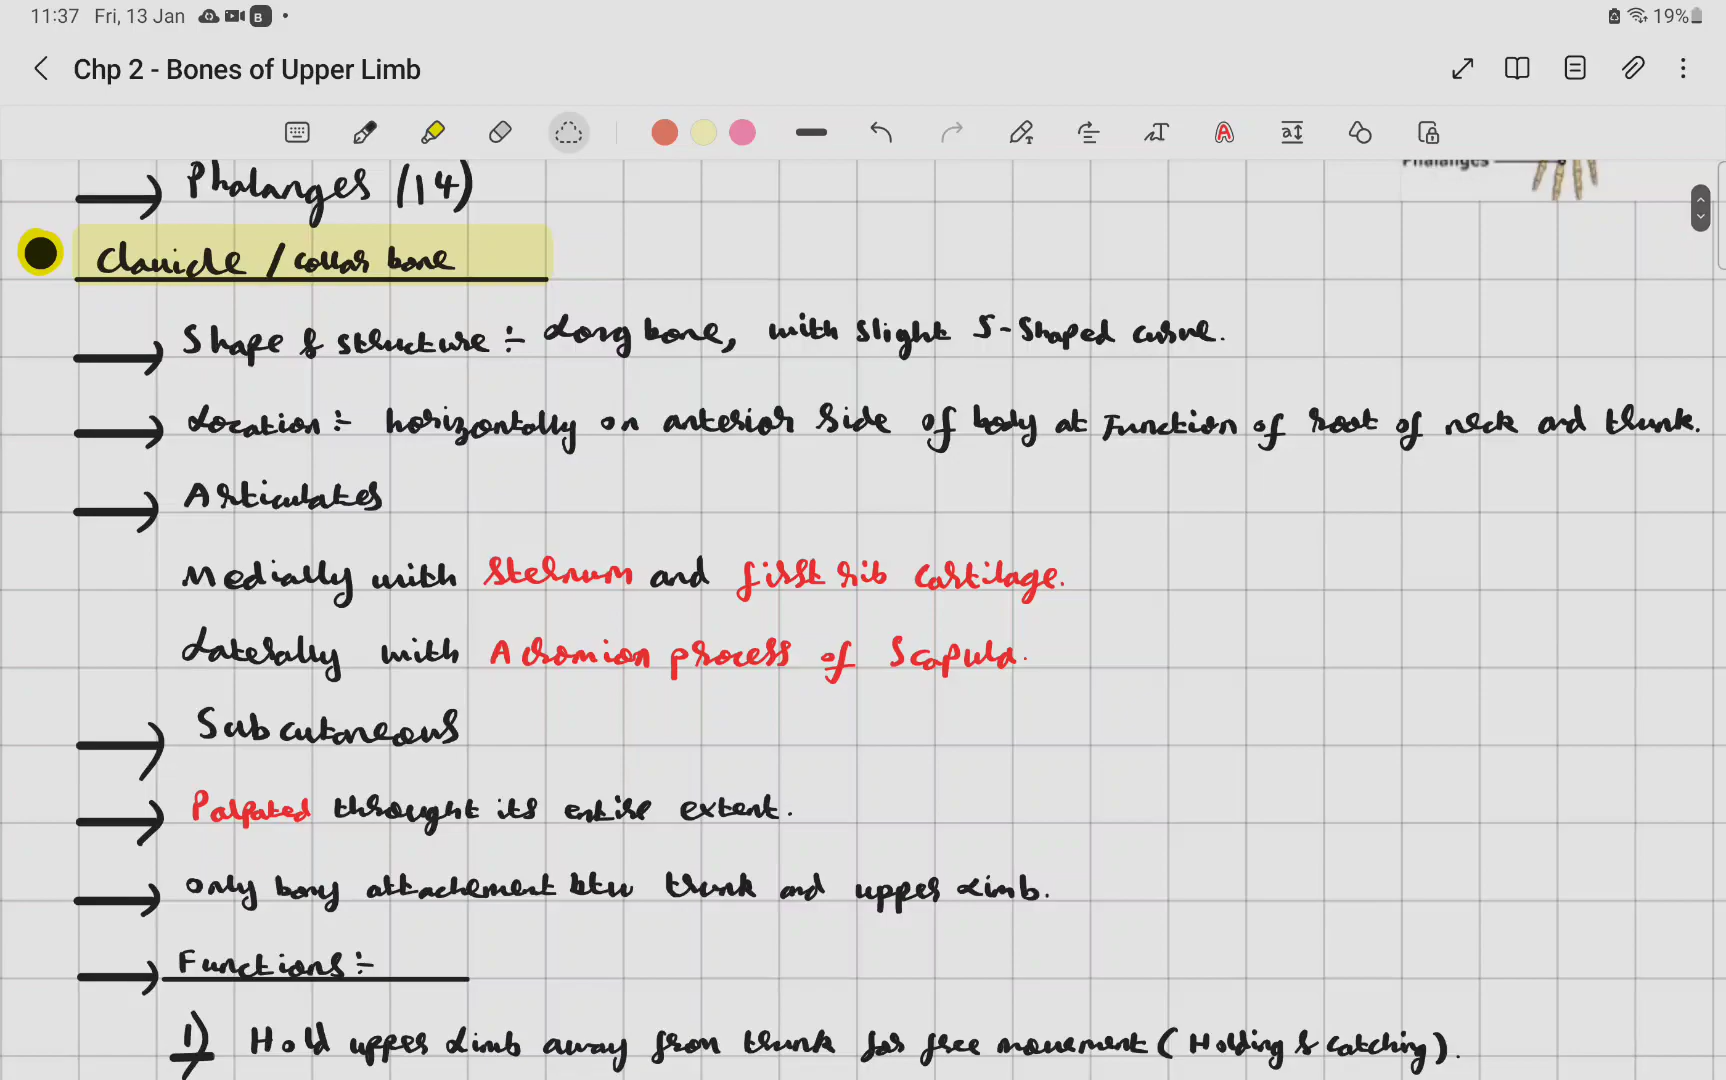 11:37 Fri, 13 Jan
19%
Chp 2 - Bones of Upper Limb
Phalanges (14)
Phalanges
Clavicle / collar bone
Shape & structure :- Long bone, with slight S-shaped curve.
Location :- horizontally on anterior side of body at Junction of root of neck and trunk.
Articulates
Medially with Sternum and first rib cartilage.
Laterally with Acromion process of Scapula.
Subcutaneous
Palpated throught its entire extent.
only bony attachement btw trunk and upper Limb.
Functions :-
1) Hold upper Limb away from trunk for free movement (Holding & catching).